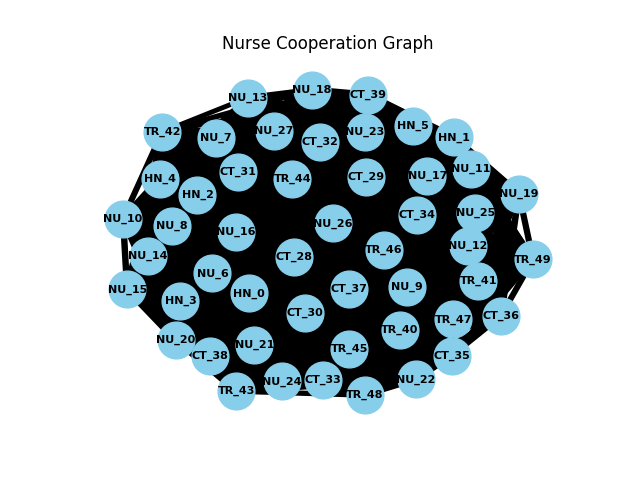 Nurse Cooperation Graph
NU_18
CT_39
NU_13
HN_5
NU_27
NU_23
TR_42
HN_1
NU_7
CT_32
NU_11
CT_31
NU_17
CT_29
HN_4
TR_44
NU_19
HN_2
CT_34
NU_25
NU_10
NU_26
NU_8
NU_16
NU_12
TR_46
NU_14
CT_28
TR_49
NU_6
TR_41
NU_9
NU_15
CT_37
HN_0
HN_3
CT_30
CT_36
TR_47
TR_40
NU_20
NU_21
TR_45
CT_38
CT_35
NU_22
CT_33
NU_24
TR_43
TR_48